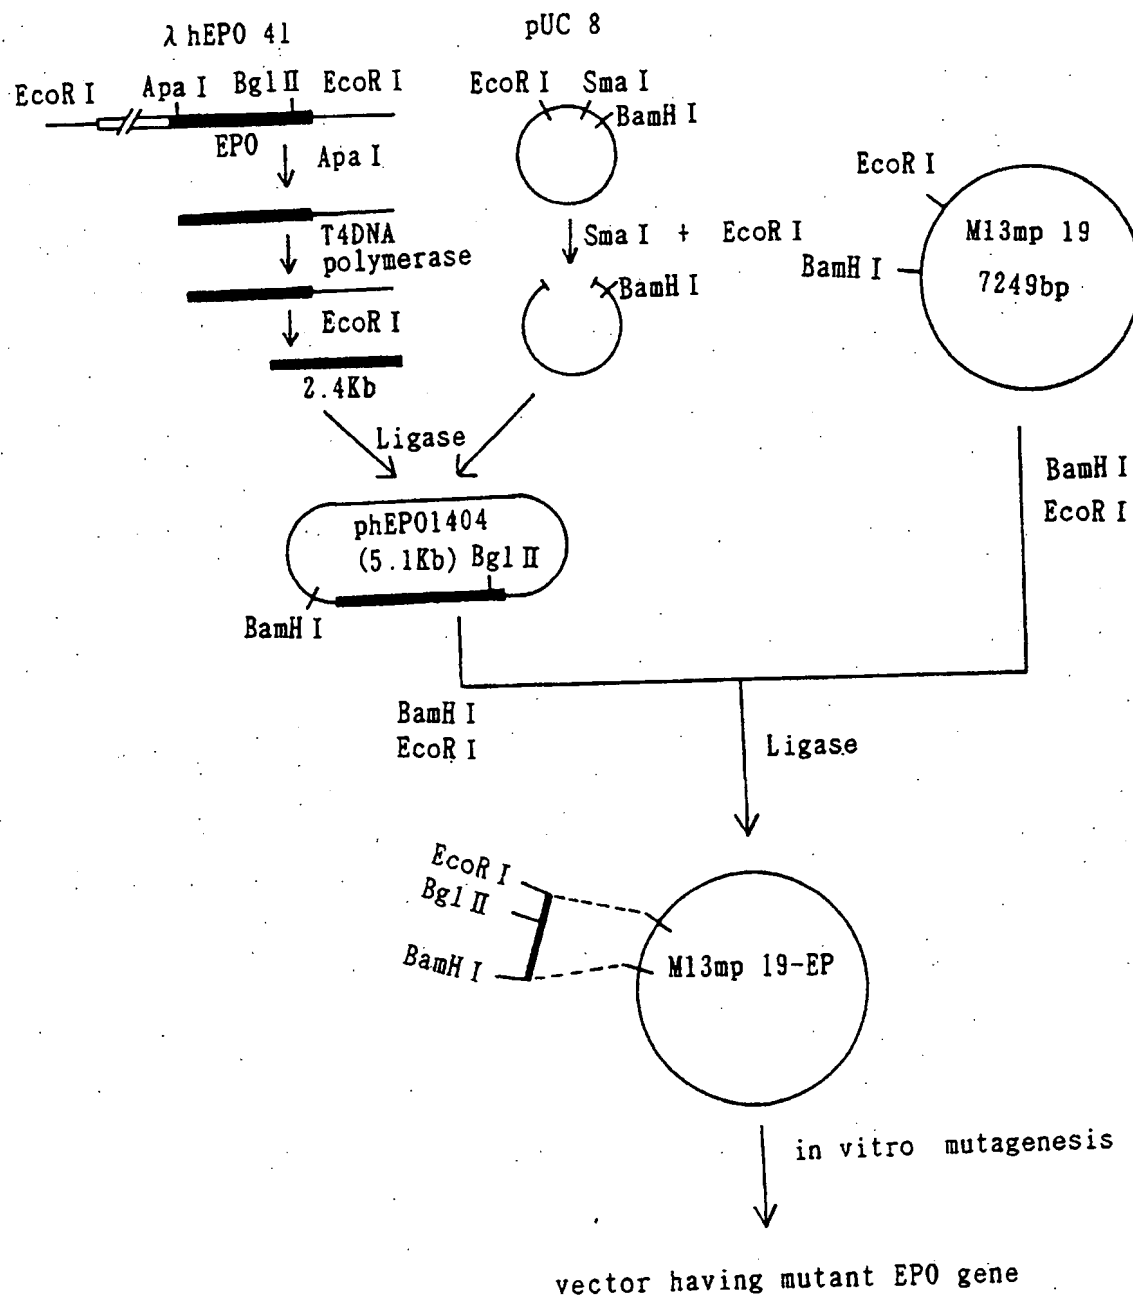 λ hEPO 41
pUC 8
EcoR I
Apa I
Bgl II
EcoR I
EPO
Apa I
T4DNA
polymerase
EcoR I
2.4Kb
EcoR I
Sma I
BamH I
Sma I + EcoR I
BamH I
EcoR I
BamH I
M13mp 19
7249bp
Ligase
phEPO1404
(5.1Kb)
Bgl II
BamH I
BamH I
EcoR I
BamH I
EcoR I
Ligase
EcoR I
Bgl II
BamH I
M13mp 19-EP
in vitro mutagenesis
vector having mutant EPO gene